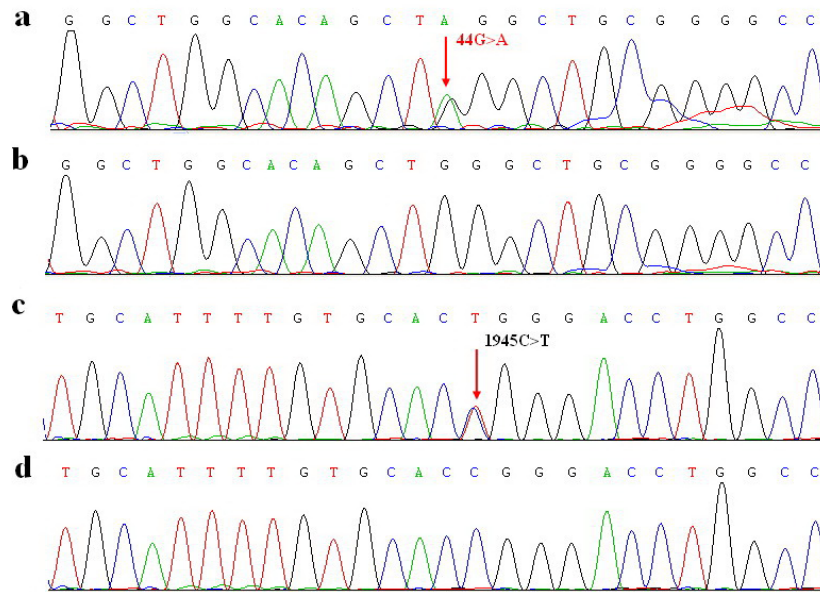 a G G C T G G C A C A G C T A G G C T G C G G G G C C
44G>A
b G G C T G G C A C A G C T G G G C T G C G G G G C C
c T G C A T T T T G T G C A C T G G G A C C T G G C C
1945C>T
d T G C A T T T T G T G C A C C G G G A C C T G G C C